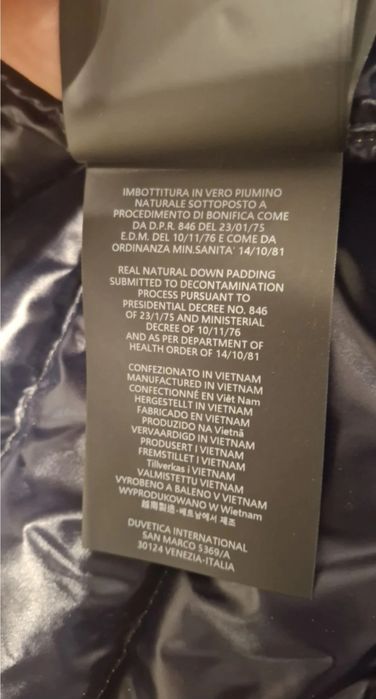 IMBOTTITURA IN VERO PIUMINO
NATURALE SOTTOPOSTO A
PROCEDIMENTO DI BONIFICA COME
DA D.P.R. 846 DEL 23/01/75
E.D.M. DEL 10/11/76 E COME DA
ORDINANZA MIN.SANITA' 14/10/81
REAL NATURAL DOWN PADDING
SUBMITTED TO DECONTAMINATION
PROCESS PURSUANT TO
PRESIDENTIAL DECREE NO. 846
OF 23/1/75 AND MINISTERIAL
DECREE OF 10/11/76
AND AS PER DEPARTMENT OF
HEALTH ORDER OF 14/10/81
CONFEZIONATO IN VIETNAM
MANUFACTURED IN VIETNAM
CONFECTIONNÉ EN Viêt Nam
HERGESTELLT IN VIETNAM
FABRICADO EN VIETNAM
PRODUZIDO NA Vietnã
VERVAARDIGD IN VIETNAM
PRODUSERT I VIETNAM
FREMSTILLET I VIETNAM
Tillverkas i VIETNAM
VALMISTETTU VIETNAM
VYROBENO A BALENO V VIETNAM
WYPRODUKOWANO W Wietnam
越南製造·베트남에서 제조
DUVETICA INTERNATIONAL
SAN MARCO 5369/A
30124 VENEZIA-ITALIA